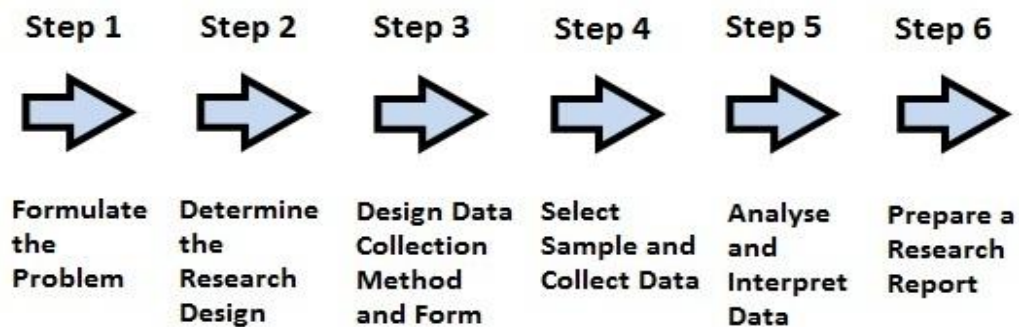 Step 1
Step 2
Step 3
Step 4
Step 5
Step 6
Formulate
the
Problem
Determine
the
Research
Design
Design Data
Collection
Method
and Form
Select
Sample and
Collect Data
Analyse
and
Interpret
Data
Prepare a
Research
Report